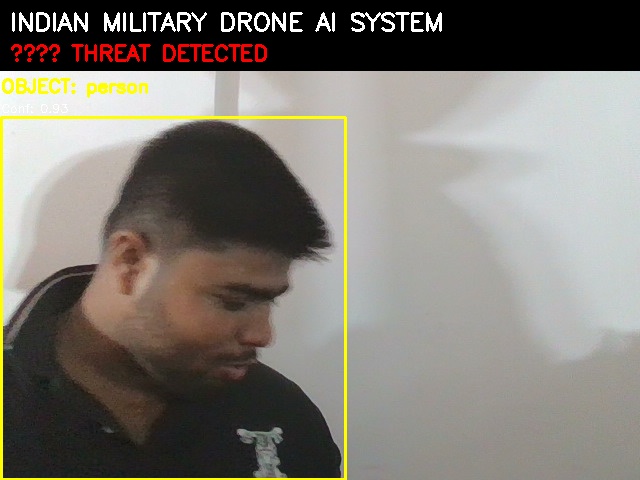 INDIAN MILITARY DRONE AI SYSTEM
???? THREAT DETECTED
OBJECT: person
Conf: 0.93